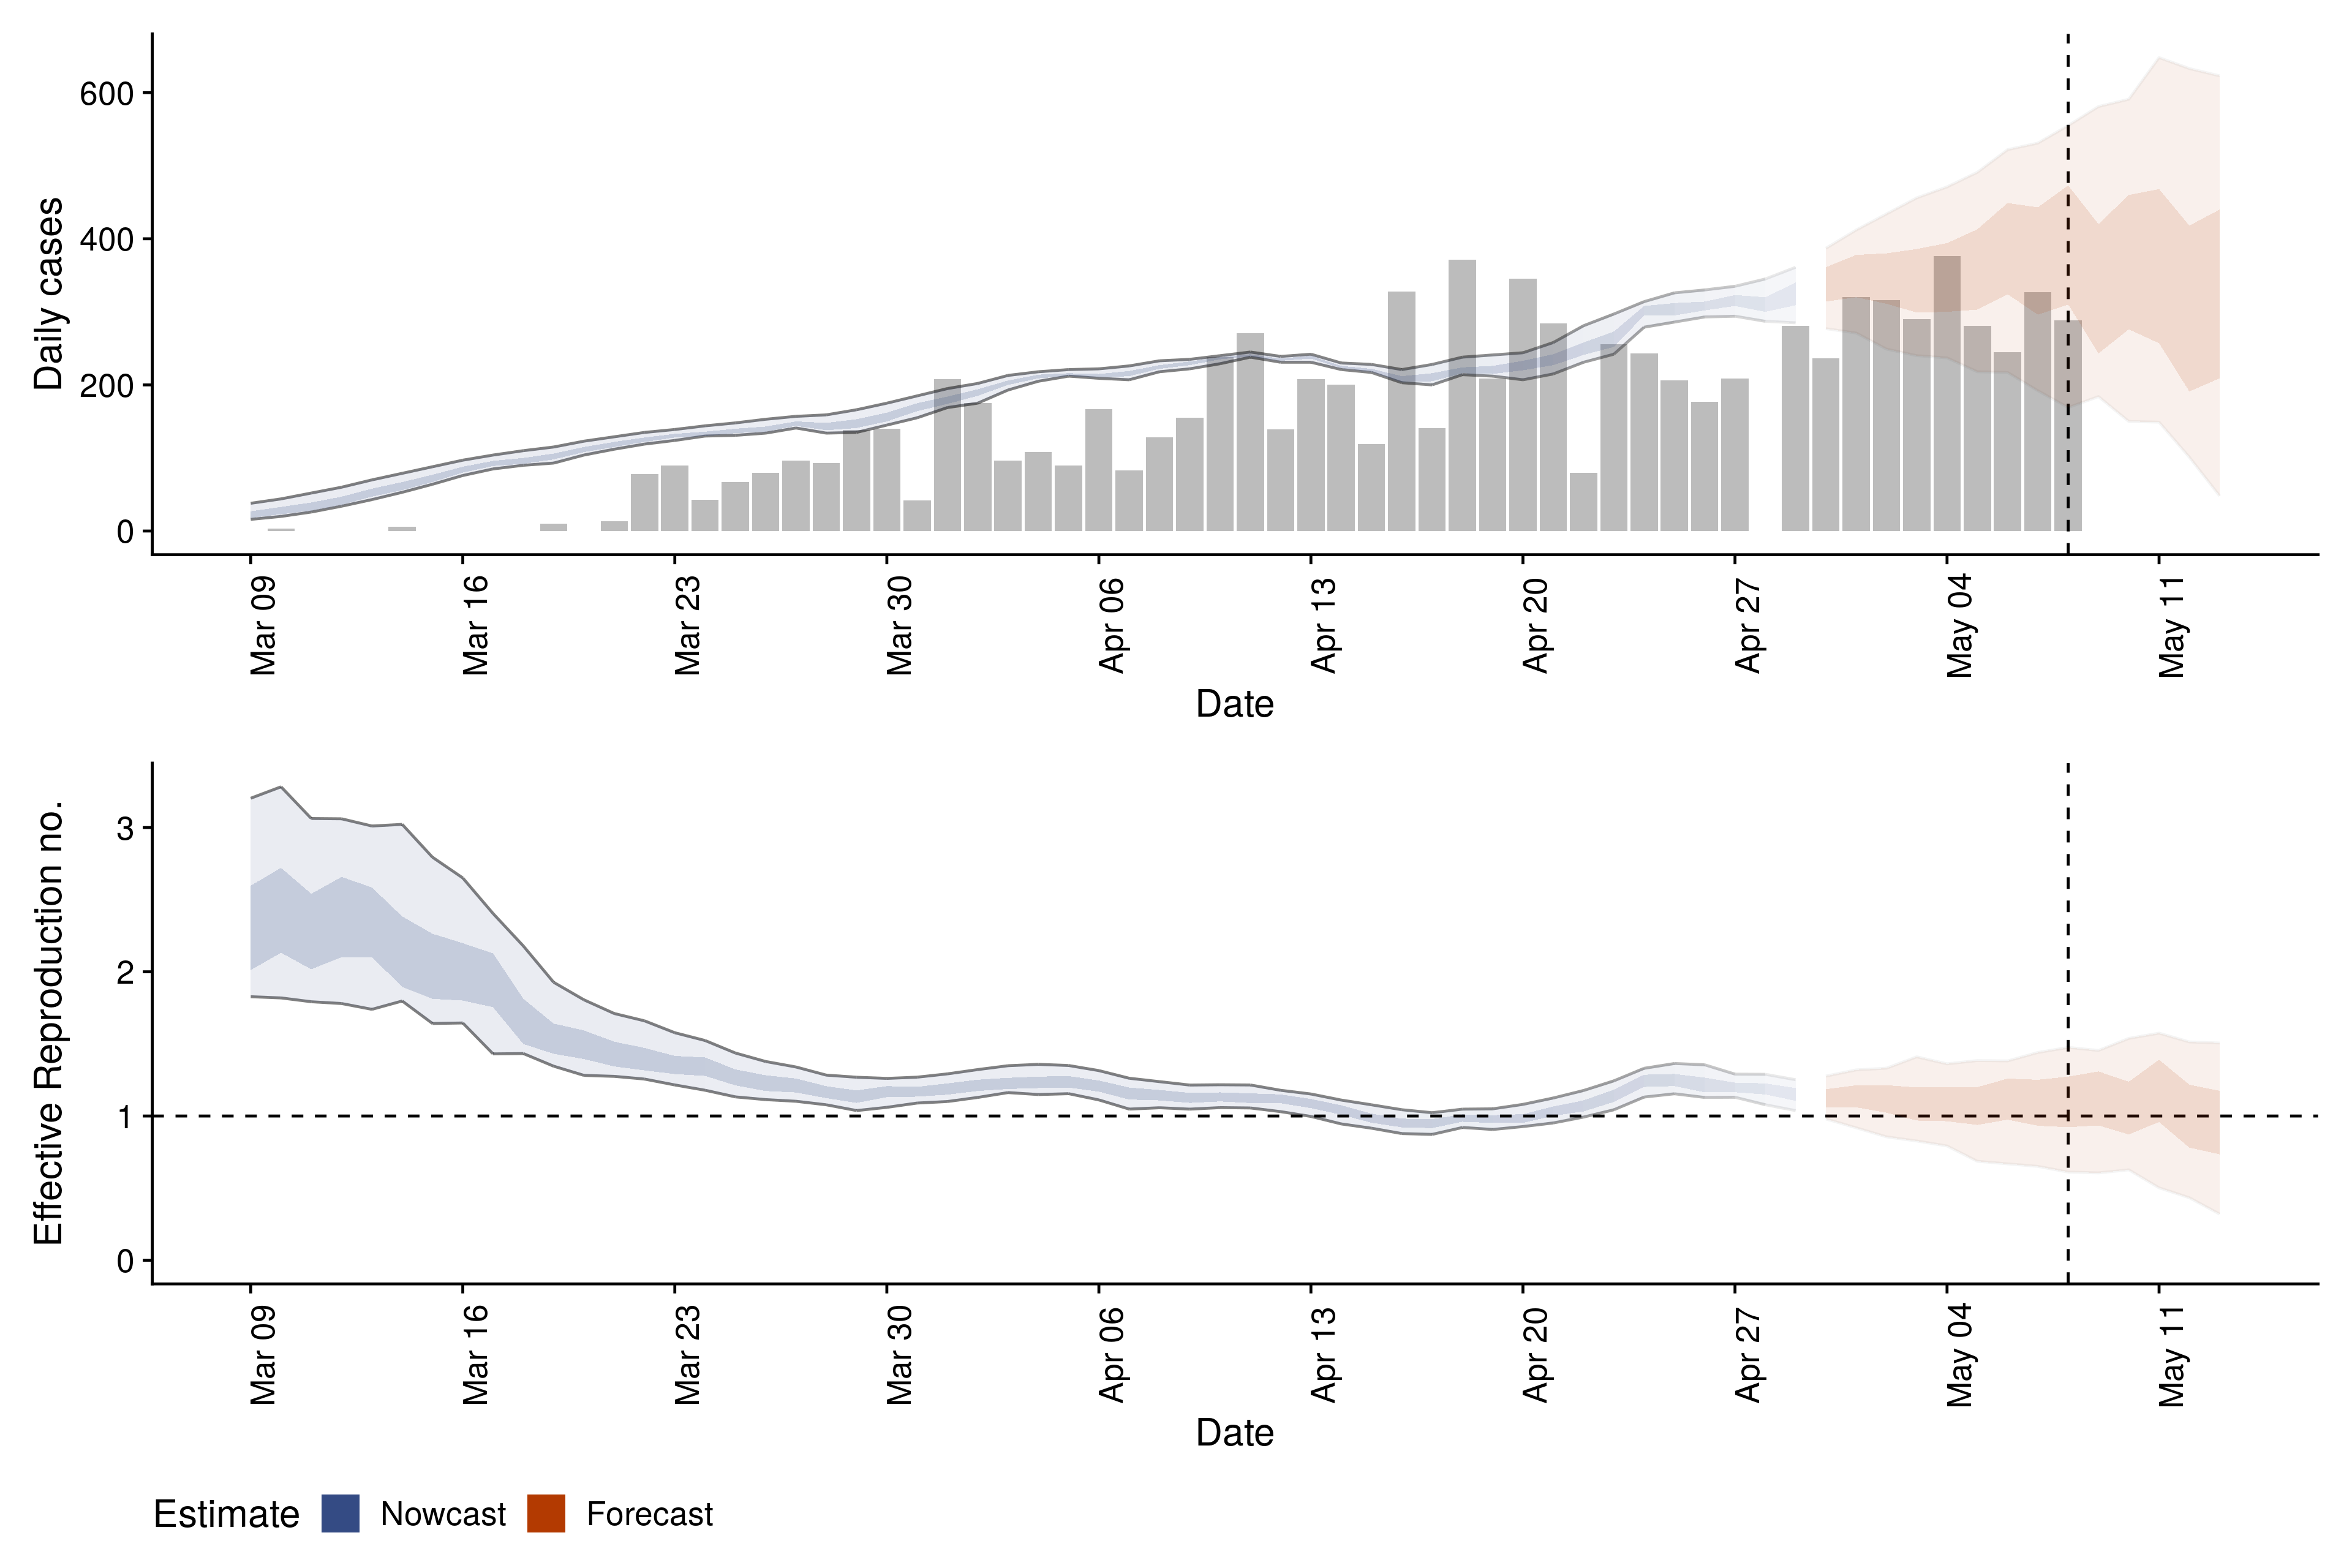 Daily cases
600
400
200
0
Mar 09
Mar 16
Mar 23
Mar 30
Apr 06
Apr 13
Apr 20
Apr 27
May 04
May 11
Date
Effective Reproduction no.
3
2
1
0
Mar 09
Mar 16
Mar 23
Mar 30
Apr 06
Apr 13
Apr 20
Apr 27
May 04
May 11
Date
Estimate Nowcast Forecast